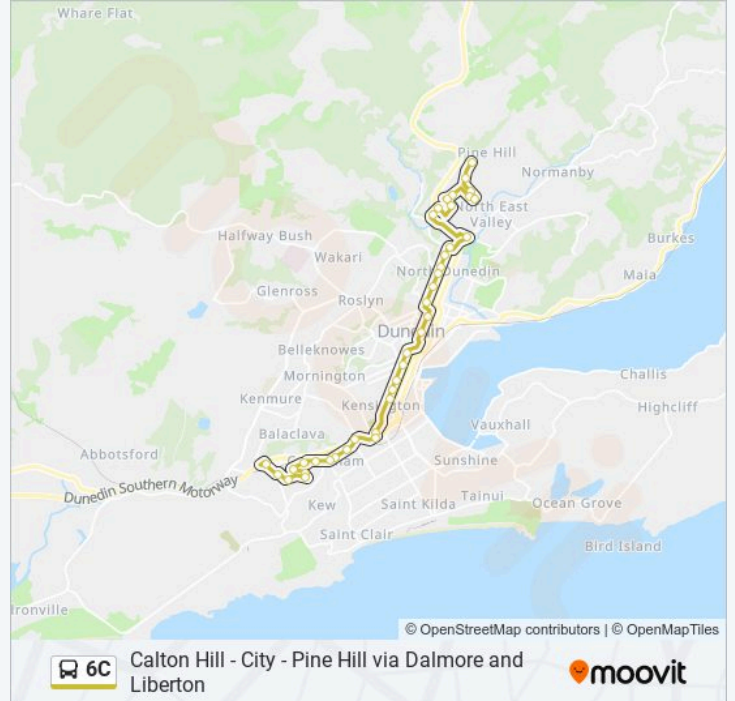 Whare Flat
Pine Hill
Normanby
North East
Valley
Halfway Bush
Burkes
Wakari
North Dunedin
Maia
Glenross
Roslyn
Dunedin
Belleknowes
Challis
Mornington
Highcliff
Kenmure
Kensington
Vauxhall
Balaclava
Abbotsford
Sunshine
Dunedin Southern Motorway
Tainui
Ocean Grove
Kew
Saint Kilda
Saint Clair
Bird Island
© OpenStreetMap contributors | © OpenMapTiles
6C
Calton Hill - City - Pine Hill via Dalmore and
Liberton
moovit